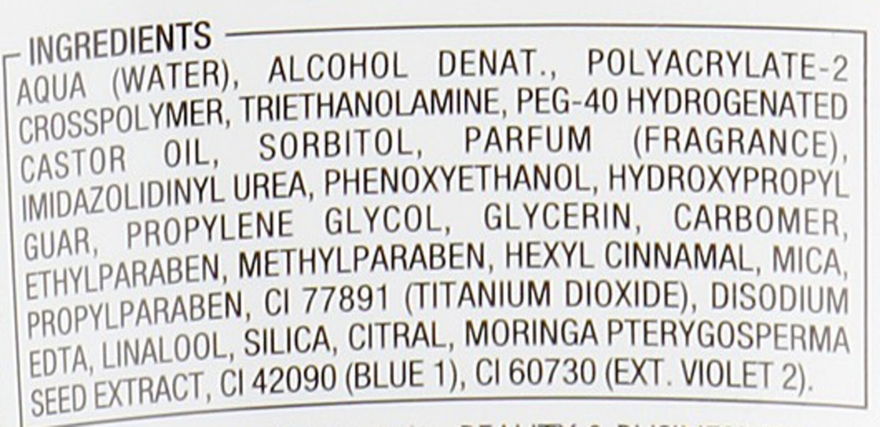 INGREDIENTS
AQUA (WATER), ALCOHOL DENAT., POLYACRYLATE-2
CROSSPOLYMER, TRIETHANOLAMINE, PEG-40 HYDROGENATED
CASTOR OIL, SORBITOL, PARFUM (FRAGRANCE),
IMIDAZOLIDINYL UREA, PHENOXYETHANOL, HYDROXYPROPYL
GUAR, PROPYLENE GLYCOL, GLYCERIN, CARBOMER,
ETHYLPARABEN, METHYLPARABEN, HEXYL CINNAMAL, MICA,
PROPYLPARABEN, CI 77891 (TITANIUM DIOXIDE), DISODIUM
EDTA, LINALOOL, SILICA, CITRAL, MORINGA PTERYGOSPERMA
SEED EXTRACT, CI 42090 (BLUE 1), CI 60730 (EXT. VIOLET 2).